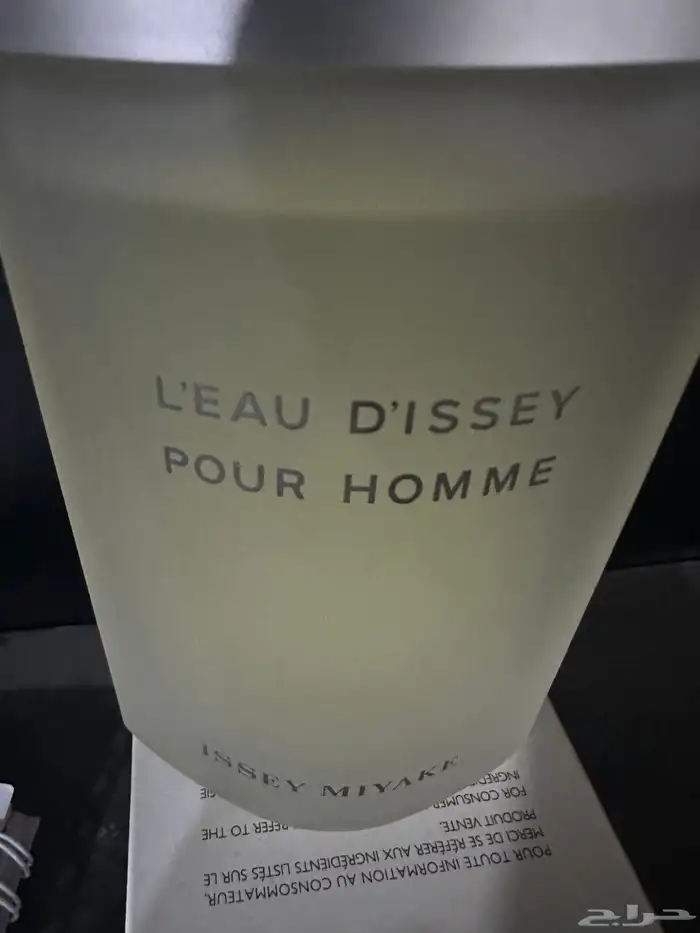 L'EAU D'ISSEY
POUR HOMME
ISSEY MIYAKE
POUR TOUTE INFORMATION AU CONSOMMATEUR,
MERCI DE SE RÉFÉRER AUX INGRÉDIENTS LISTÉS SUR LE
PRODUIT VENTE.
FOR CONSUMER
REFER TO THE
حراج